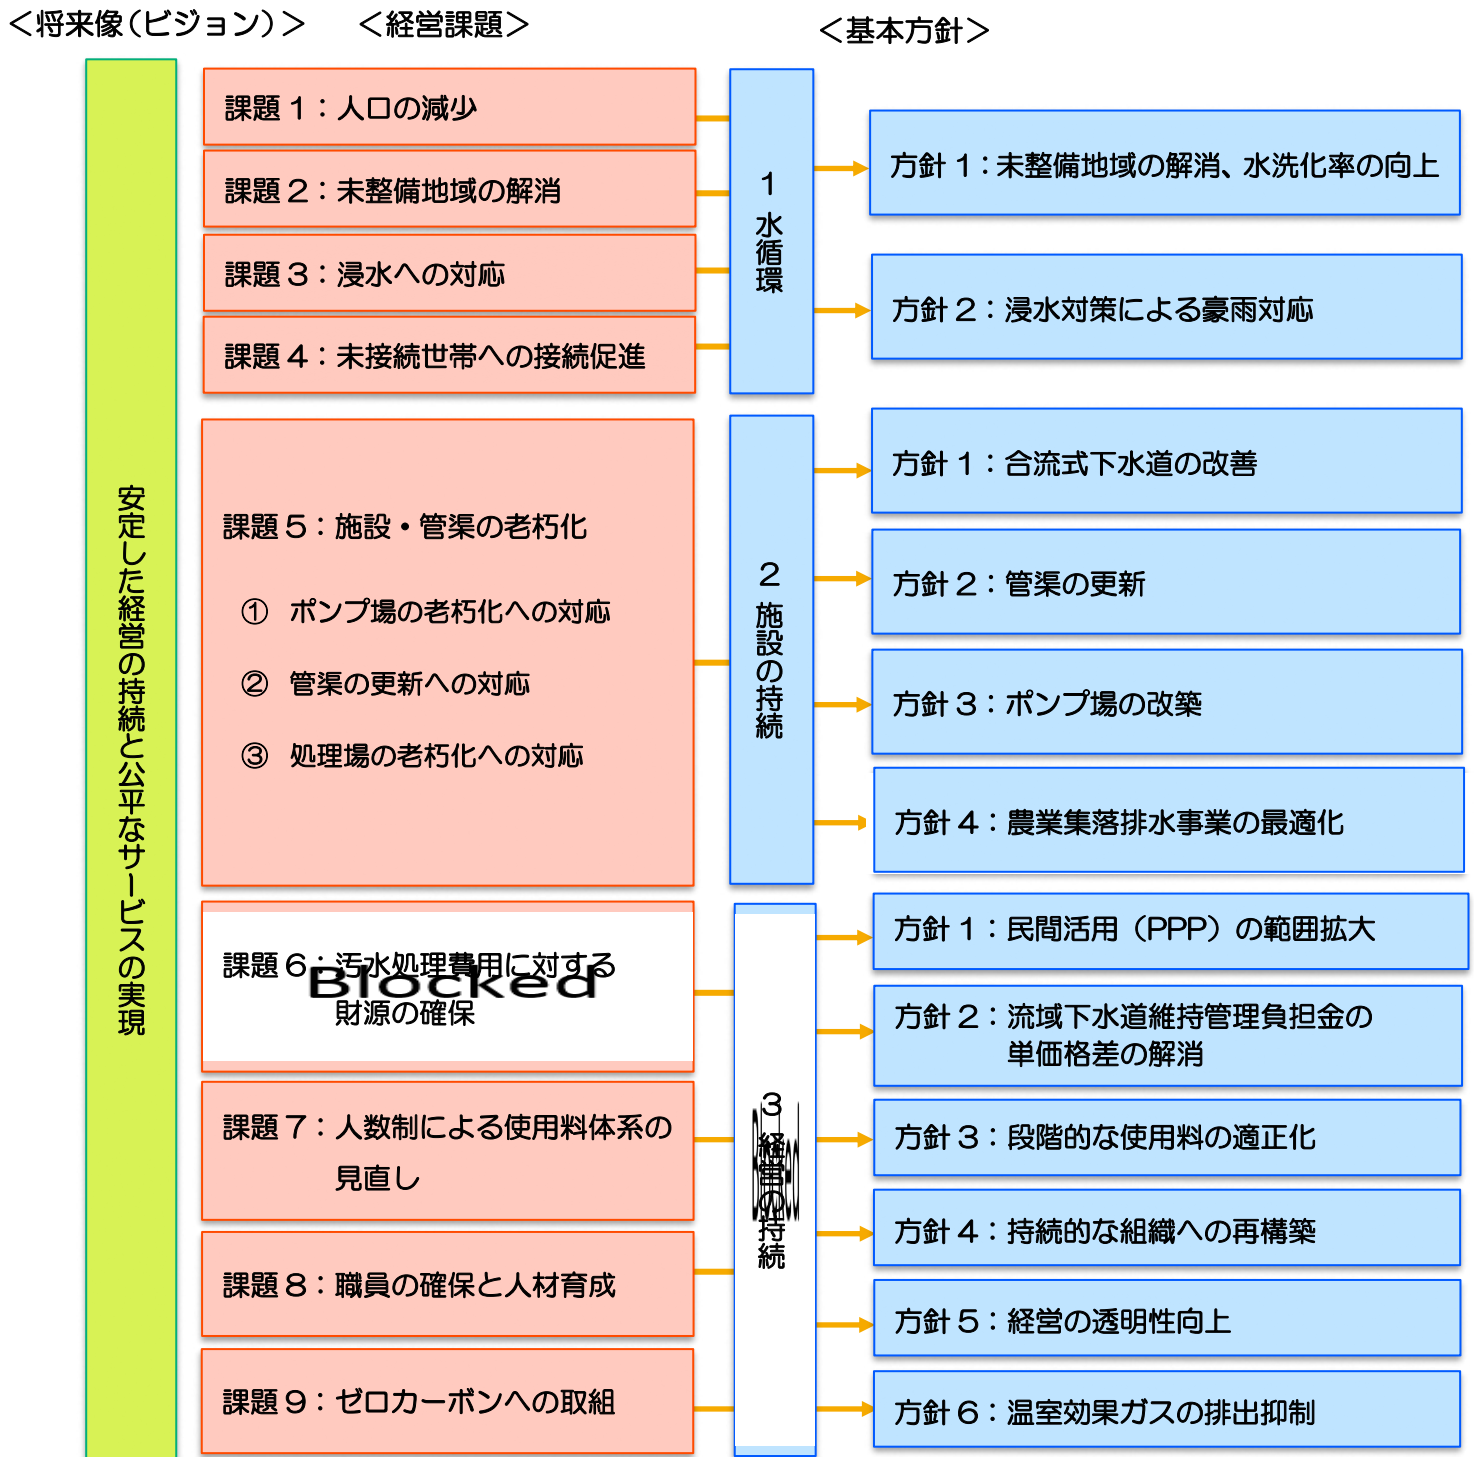 ＜将来像（ビジョン）＞
＜経営課題＞
＜基本方針＞
安定した経営の持続と公平なサービスの実現
課題１：人口の減少
課題２：未整備地域の解消
課題３：浸水への対応
課題４：未接続世帯への接続促進
１ 水循環
方針１：未整備地域の解消、水洗化率の向上
方針２：浸水対策による豪雨対応
課題５：施設・管渠の老朽化
① ポンプ場の老朽化への対応
② 管渠の更新への対応
③ 処理場の老朽化への対応
２ 施設の持続
方針１：合流式下水道の改善
方針２：管渠の更新
方針３：ポンプ場の改築
方針４：農業集落排水事業の最適化
課題６：汚水処理費用に対する
財源の確保
Blocked
課題７：人数制による使用料体系の
見直し
課題８：職員の確保と人材育成
課題９：ゼロカーボンへの取組
３ 経営の持続
Blocked
方針１：民間活用（PPP）の範囲拡大
方針２：流域下水道維持管理負担金の
単価格差の解消
方針３：段階的な使用料の適正化
方針４：持続的な組織への再構築
方針５：経営の透明性向上
方針６：温室効果ガスの排出抑制